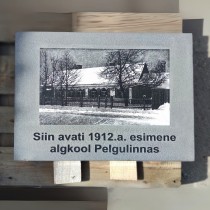 Siin avati 1912.a. esimene
algkool Pelgulinnas